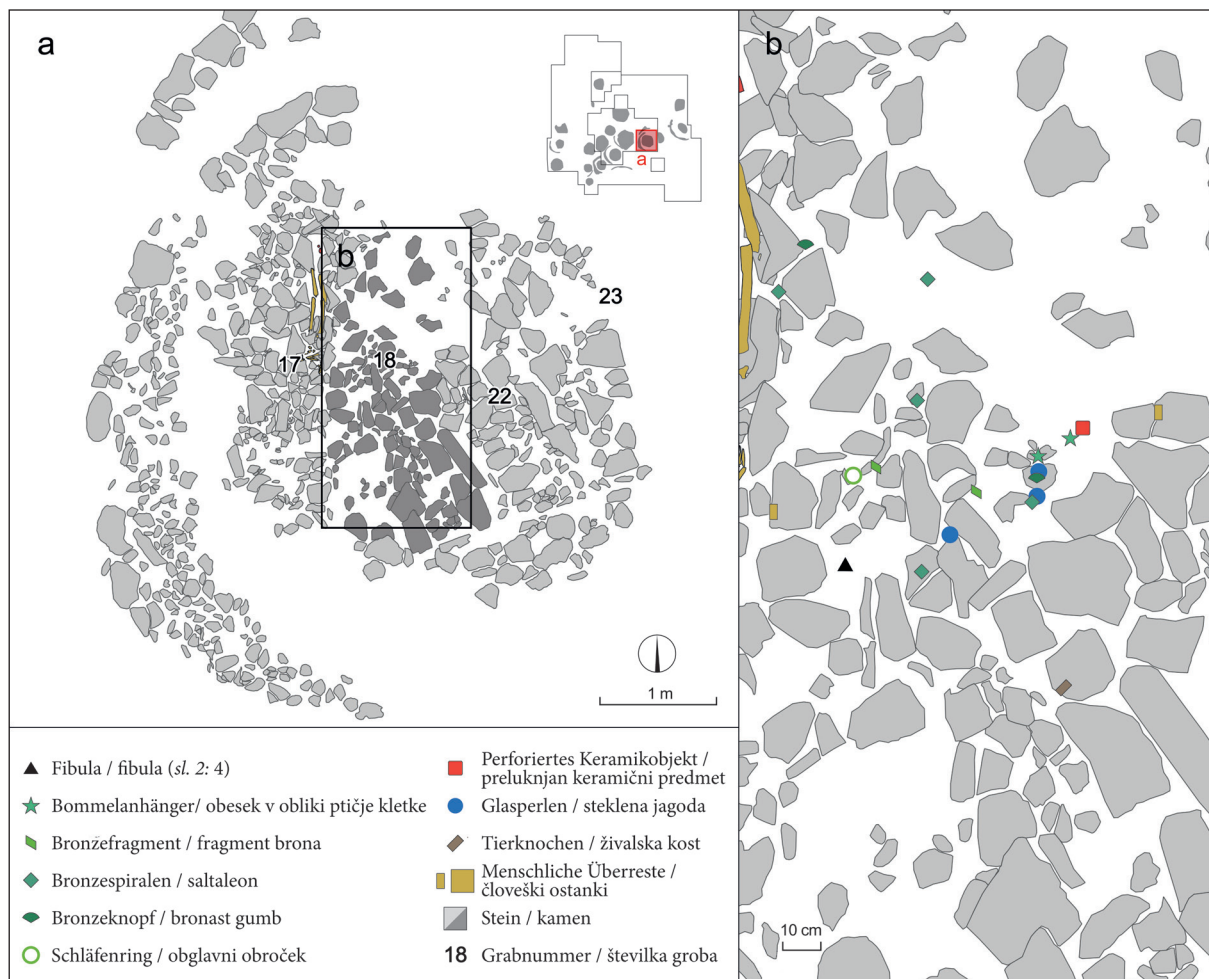 a
a
b
17
18
22
23
1 m
b
10 cm
Fibula / fibula (sl. 2: 4)
Bommelanhänger/ obesek v obliki ptičje kletke
Bronzefragment / fragment brona
Bronzespiralen / saltaleon
Bronzeknopf / bronast gumb
Schläfenring / obglavni obroček
Perforiertes Keramikobjekt /
preluknjan keramični predmet
Glasperlen / steklena jagoda
Tierknochen / živalska kost
Menschliche Überreste /
človeški ostanki
Stein / kamen
18 Grabnummer / številka groba